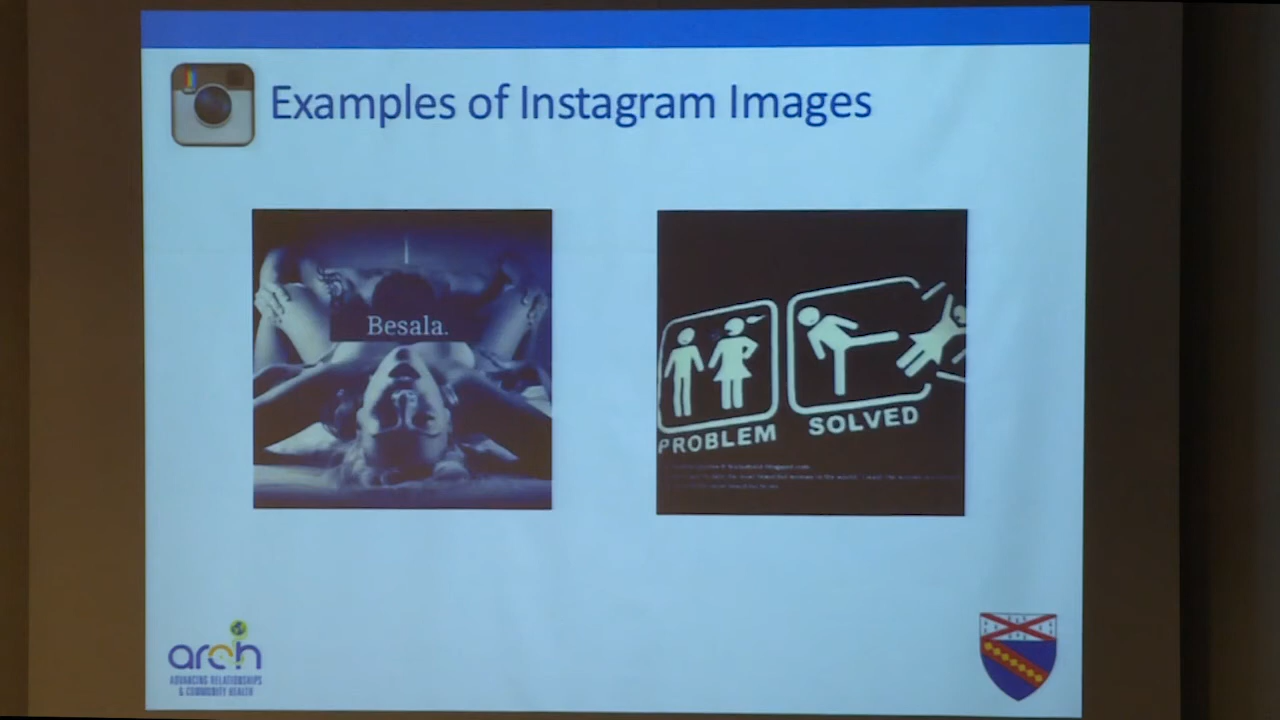 Examples of Instagram Images
Besala.
PROBLEM
SOLVED
arch
ADVANCING RELATIONSHIPS
& COMMUNITY HEALTH